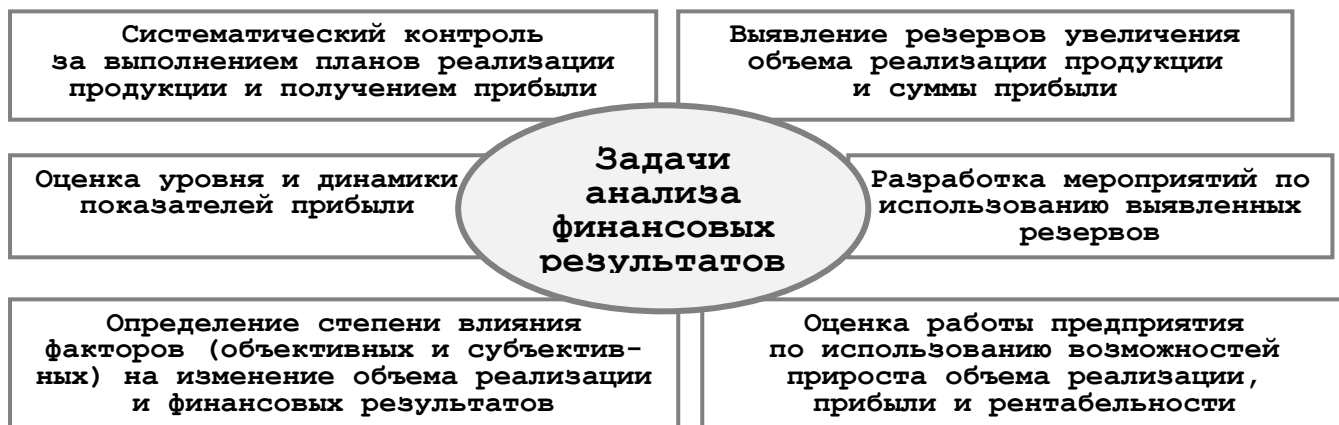 Систематический контроль
за выполнением планов реализации
продукции и получением прибыли
Выявление резервов увеличения
объема реализации продукции
и суммы прибыли
Оценка уровня и динамики
показателей прибыли
Задачи
анализа
финансовых
результатов
Разработка мероприятий по
использованию выявленных
резервов
Определение степени влияния
факторов (объективных и субъектив-
ных) на изменение объема реализации
и финансовых результатов
Оценка работы предприятия
по использованию возможностей
прироста объема реализации,
прибыли и рентабельности